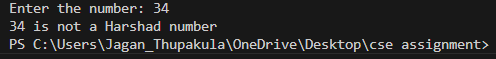 Enter the number: 34
34 is not a Harshad number
PS C:\Users\Jagan_Thupakula\OneDrive\Desktop\cse assignment>